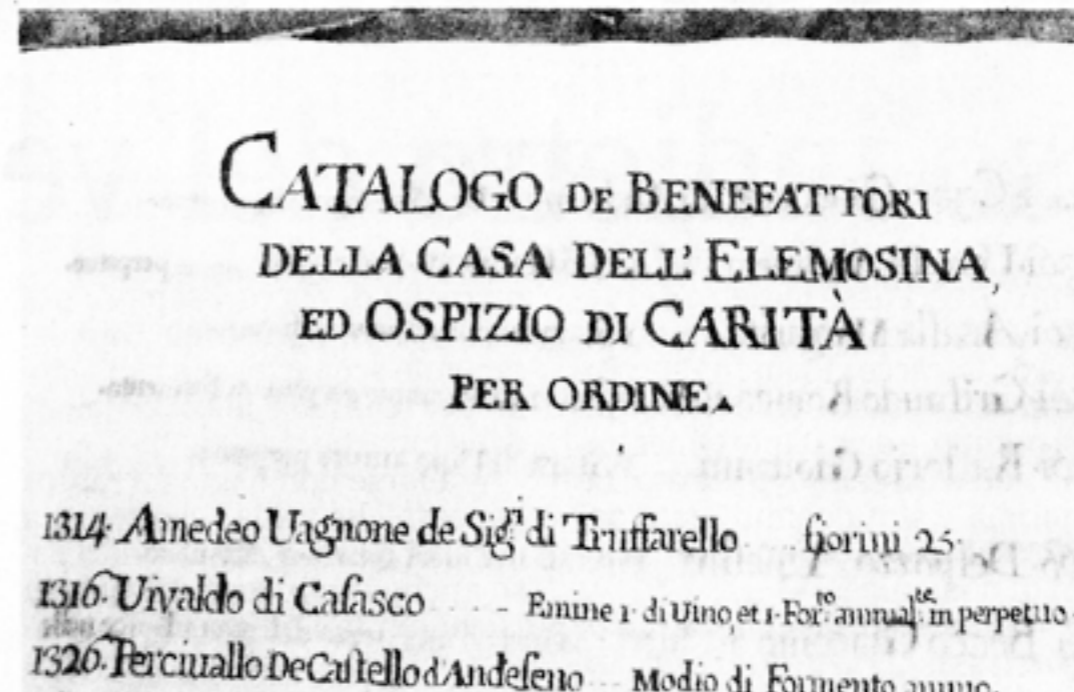 CATALOGO DE BENEFATTORI
DELLA CASA DELL' ELEMOSINA,
ED OSPIZIO DI CARITÀ
PER ORDINE.
1314. Amedeo Uagnone de Sig.ri di Truffarello fiorini 25.
1316. Uivaldo di Casasco Emine 1. di Uino et 1. For.to annual.te in perpetuo
1326. Perciuallo De Castello d'Andeseno Modio di Formento annuo